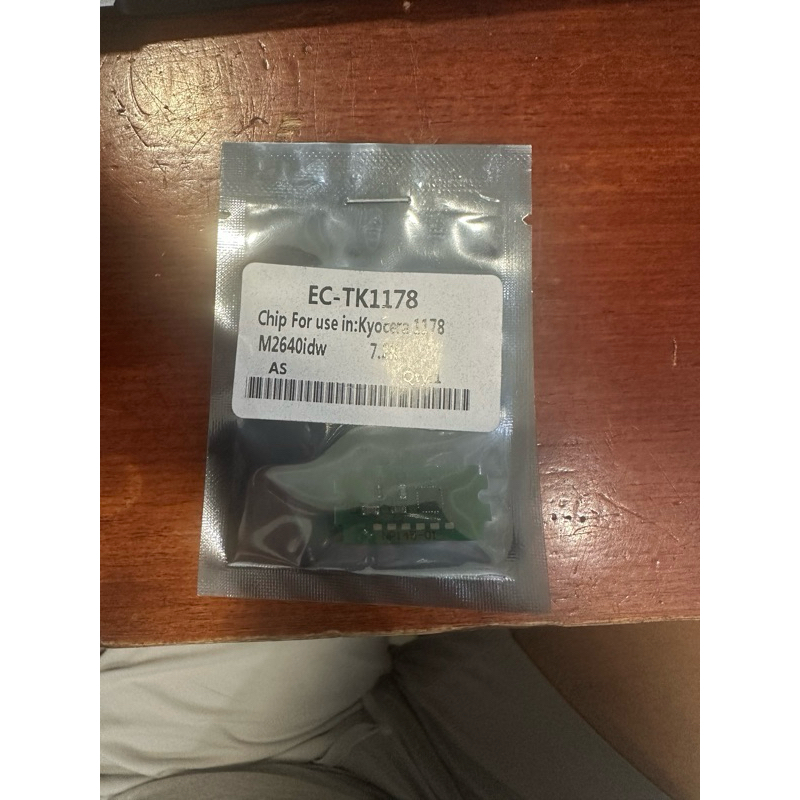 EC-TK1178
Chip For use in:Kyocera 1178
M2640idw
AS